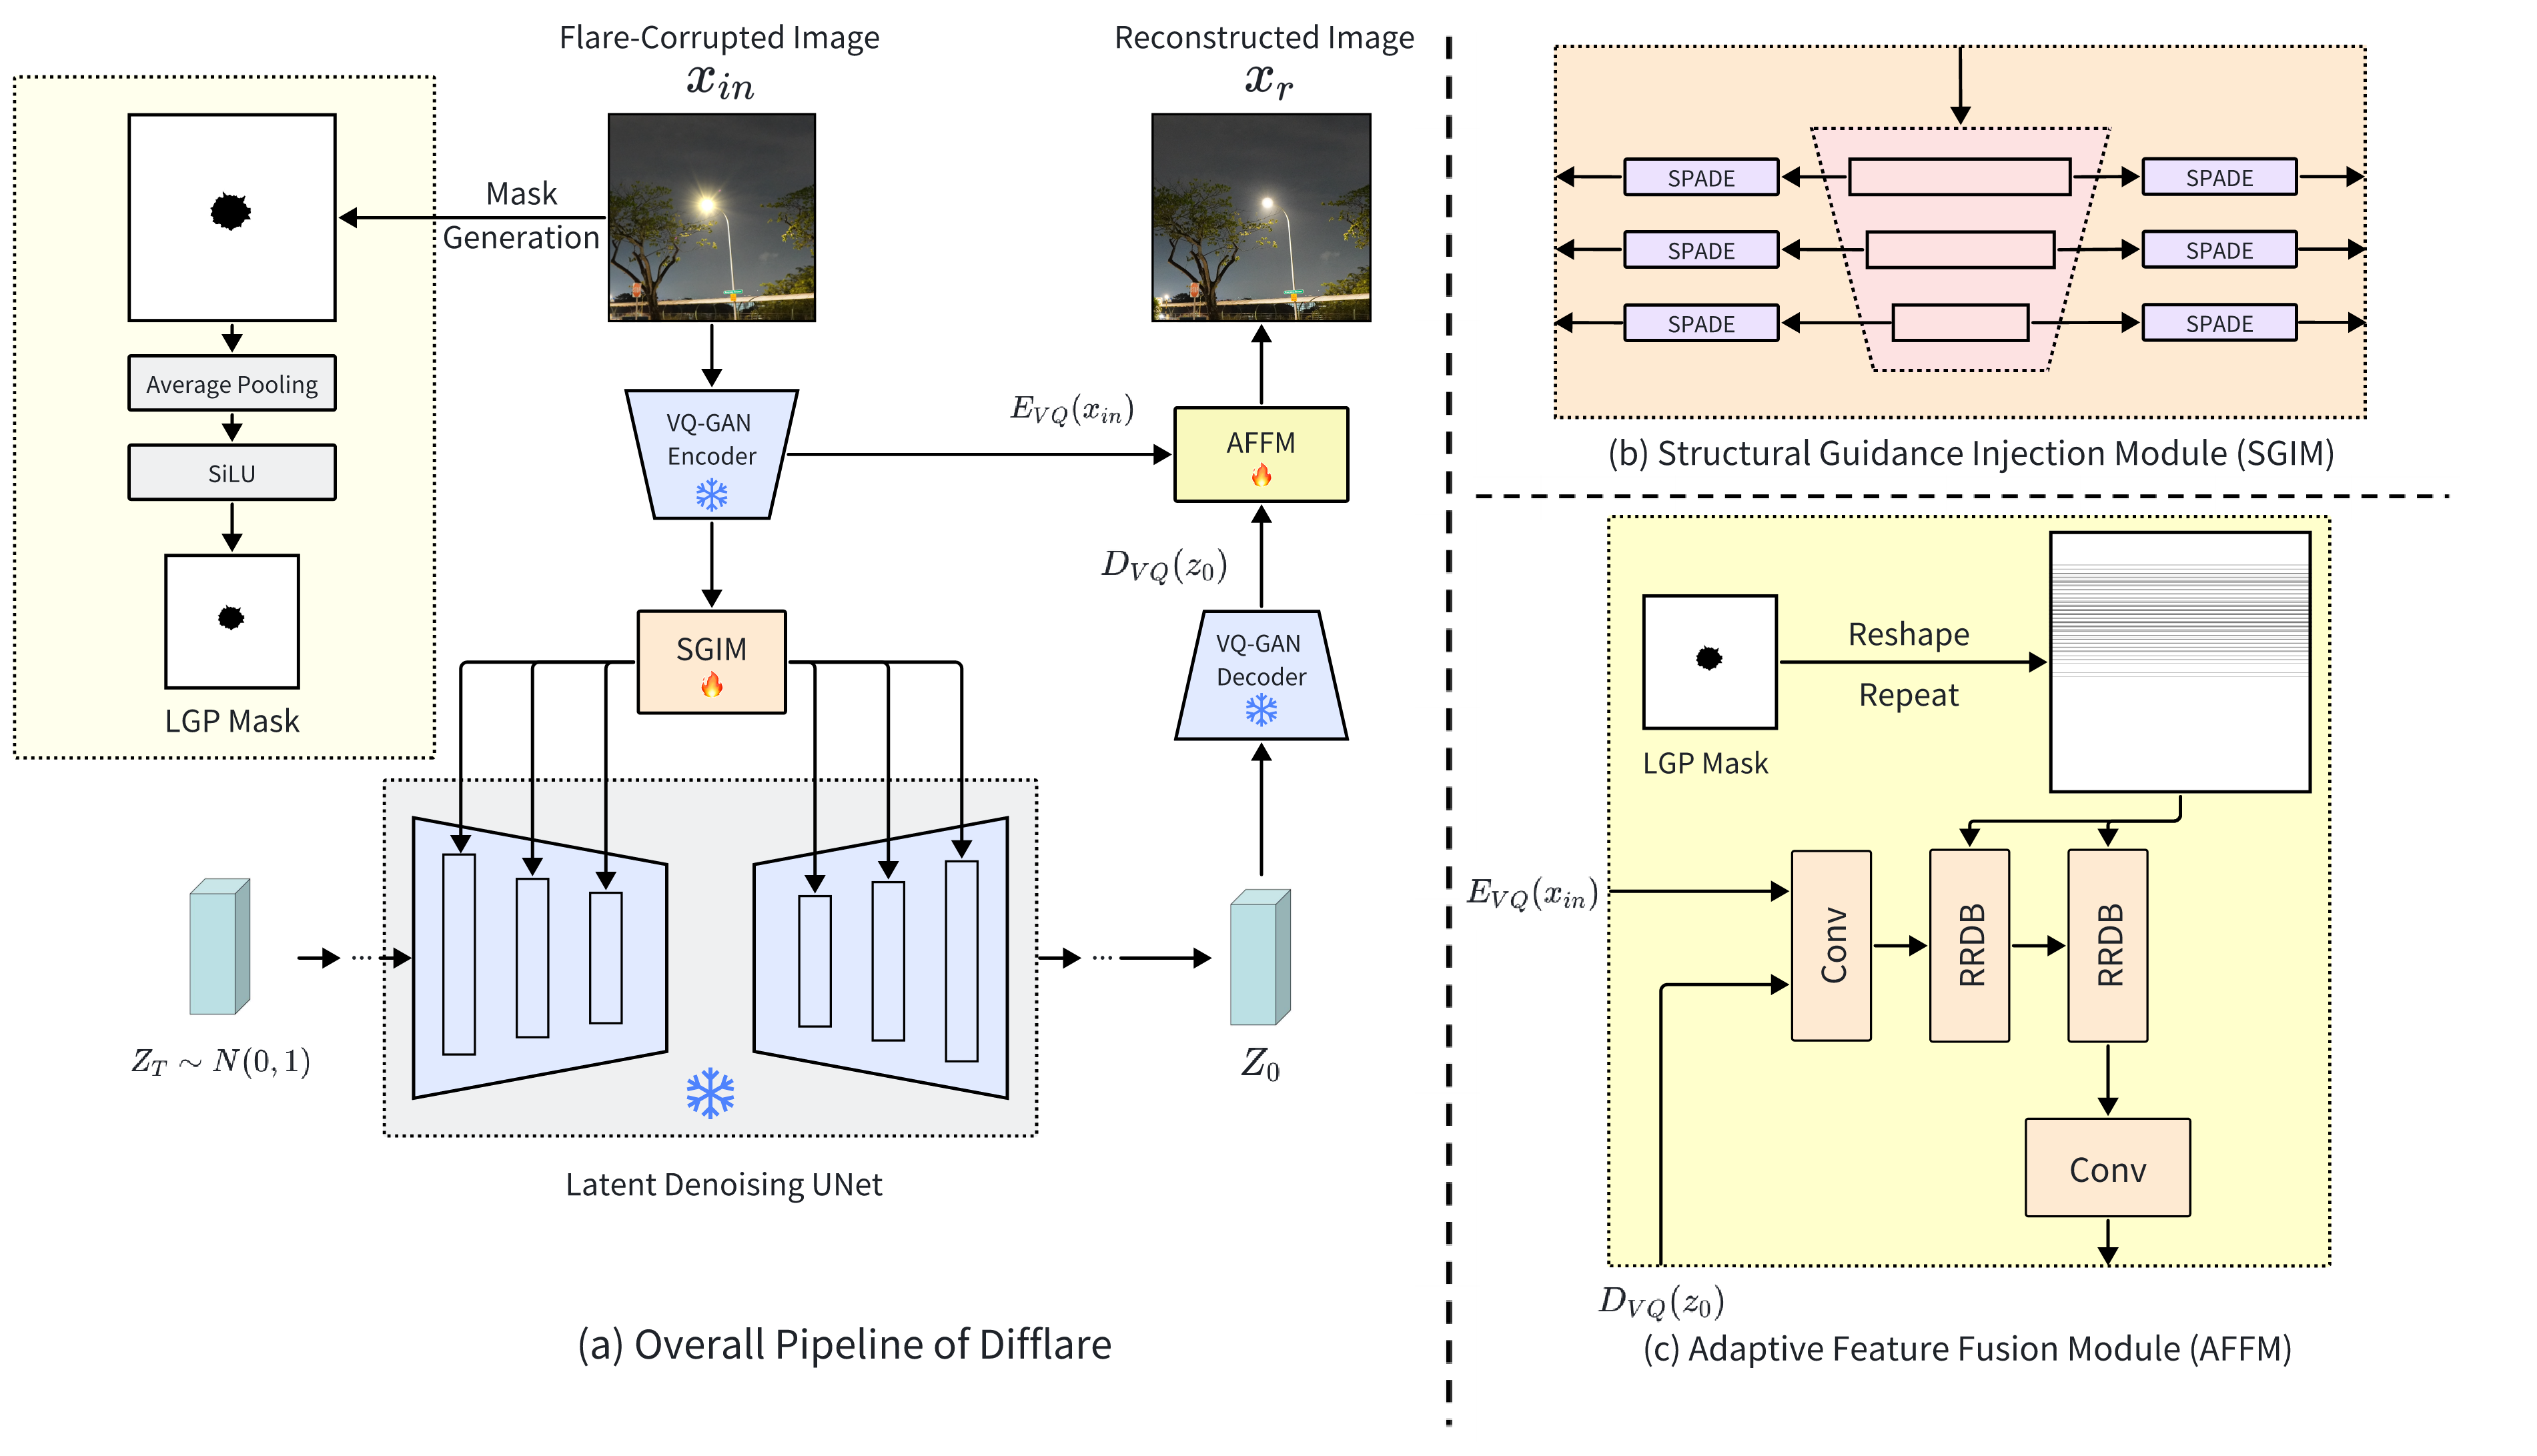 Flare-Corrupted Image
x_{in}
Reconstructed Image
x_r
Mask
Generation
Average Pooling
SiLU
LGP Mask
VQ-GAN
Encoder
E_{VQ}(x_{in})
AFFM
D_{VQ}(z_0)
SGIM
VQ-GAN
Decoder
Z_T ∼ N(0, 1)
...
...
Z_0
Latent Denoising UNet
(a) Overall Pipeline of Difflare
SPADE
SPADE
SPADE
SPADE
SPADE
SPADE
(b) Structural Guidance Injection Module (SGIM)
Reshape
Repeat
LGP Mask
E_{VQ}(x_{in})
Conv
RRDB
RRDB
Conv
D_{VQ}(z_0)
(c) Adaptive Feature Fusion Module (AFFM)